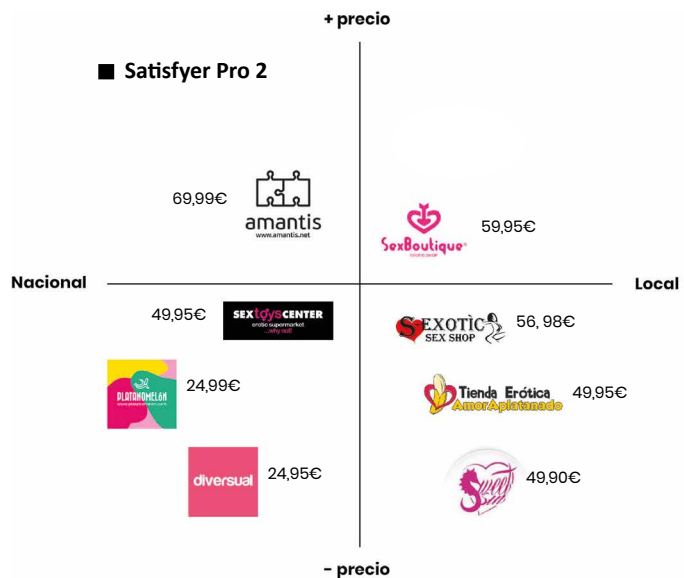 + precio
Satisfyer Pro 2
69,99€
amantis
www.amantis.net
SexBoutique
59,95€
Nacional
Local
49,95€
SEXtoysCENTER
erotic supermarket
...why not!
SEXOTIC
SEX SHOP
56, 98€
PLATANOMELÓN
24,99€
Tienda Erótica
AmorAplatanado
49,95€
diversual
24,95€
Sweet
49,90€
- precio